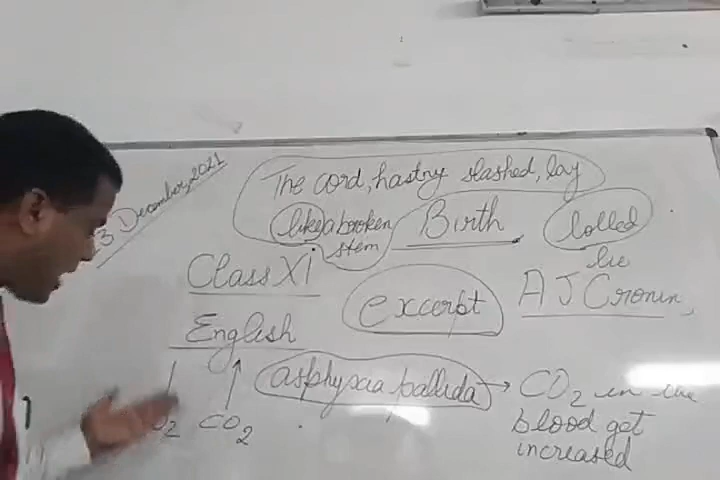 3 December, 2021
The cord, hastny slashed, lay
like a broken
stem
Birth
lolled
lie
Class XI
excerpt
A J Cronin,
English
asphyxia pallida → CO2 in the
blood get
increased
O2 CO2